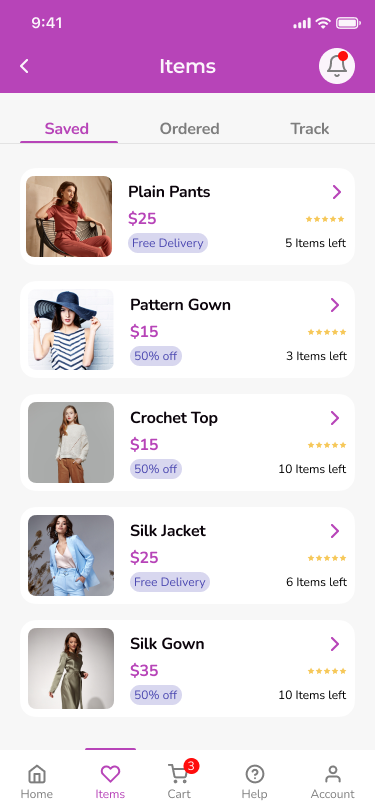 9:41
Items
Saved Ordered Track
Plain Pants
$25
Free Delivery 5 Items left
Pattern Gown
$15
50% off 3 Items left
Crochet Top
$15
50% off 10 Items left
Silk Jacket
$25
Free Delivery 6 Items left
Silk Gown
$35
50% off 10 Items left
3
Home Items Cart Help Account